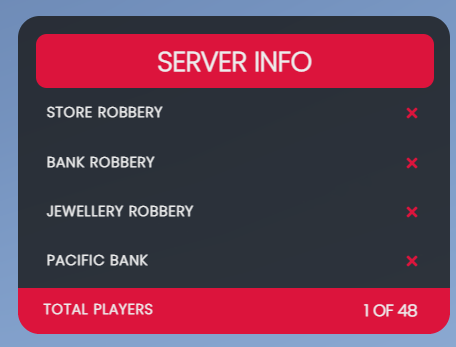 SERVER INFO
STORE ROBBERY
BANK ROBBERY
JEWELLERY ROBBERY
PACIFIC BANK
TOTAL PLAYERS 1 OF 48